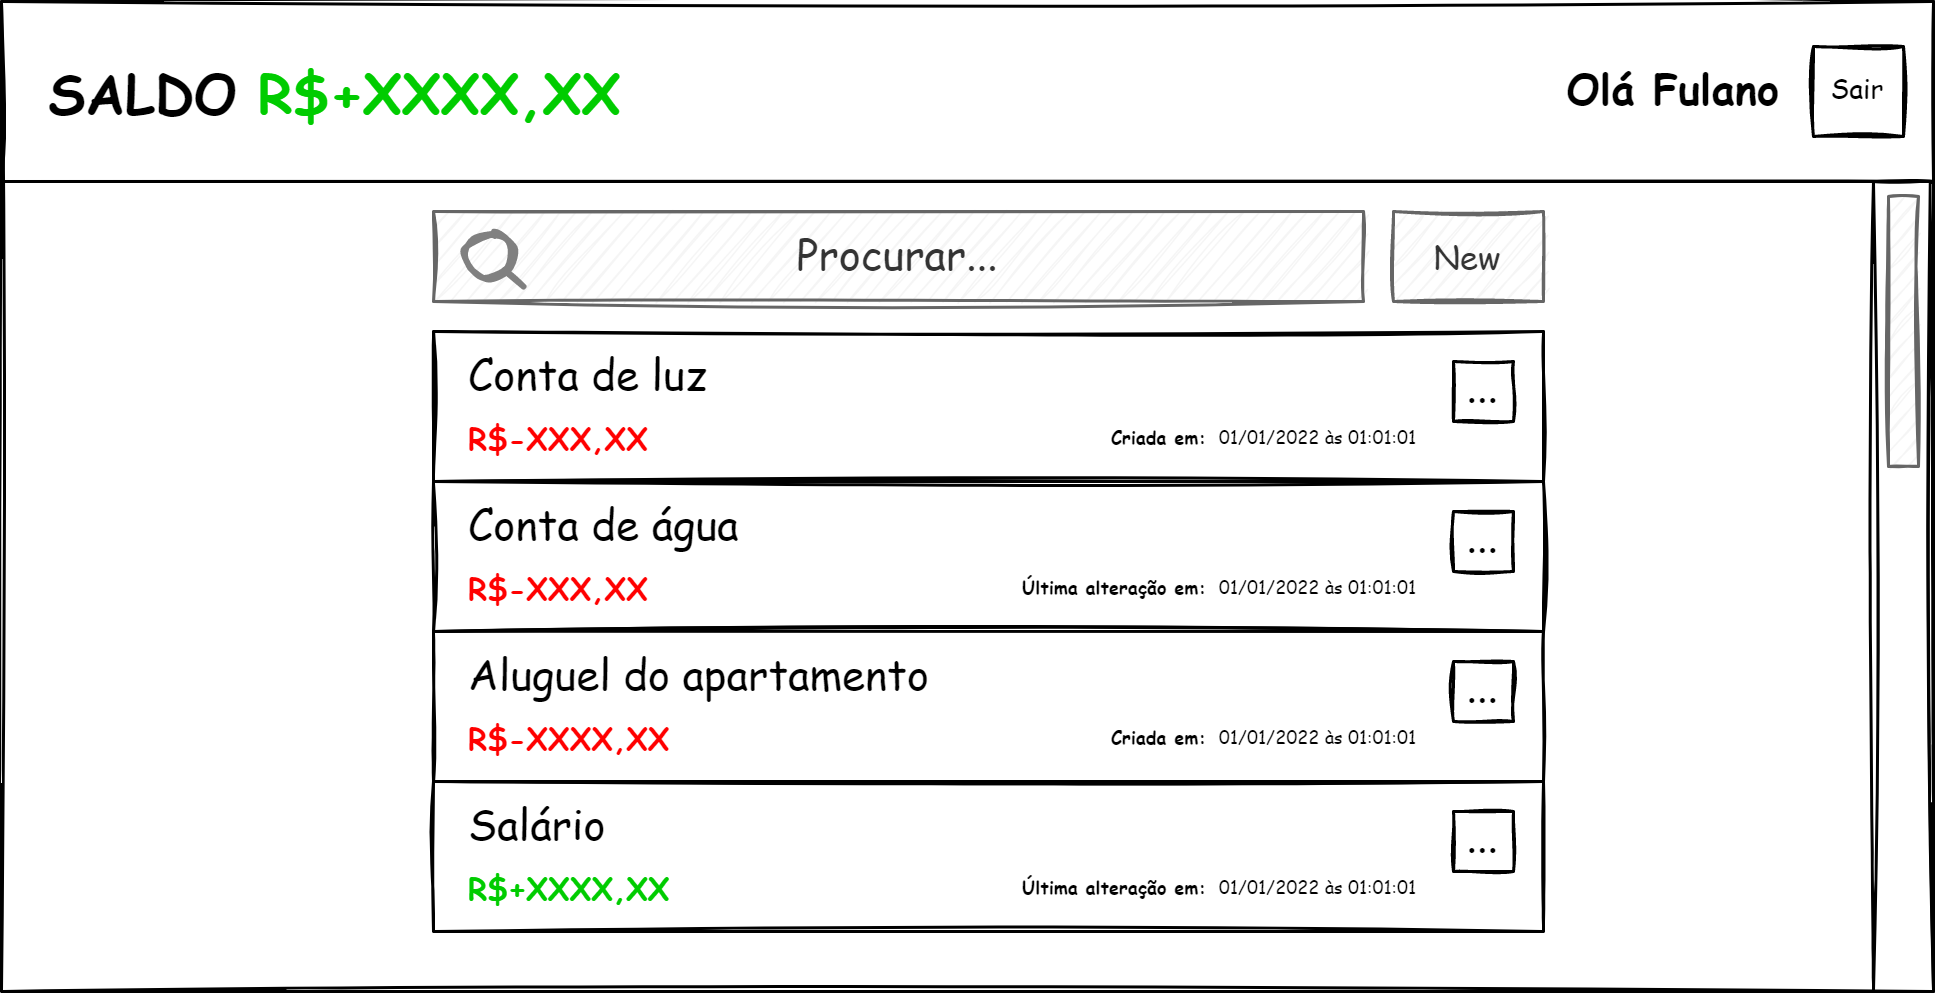 SALDO R$+XXXX,XX
Olá Fulano
Sair
Procurar...
New
Conta de luz
...
R$-XXX,XX
Criada em: 01/01/2022 às 01:01:01
Conta de água
...
R$-XXX,XX
Última alteração em: 01/01/2022 às 01:01:01
Aluguel do apartamento
...
R$-XXXX,XX
Criada em: 01/01/2022 às 01:01:01
Salário
...
R$+XXXX,XX
Última alteração em: 01/01/2022 às 01:01:01